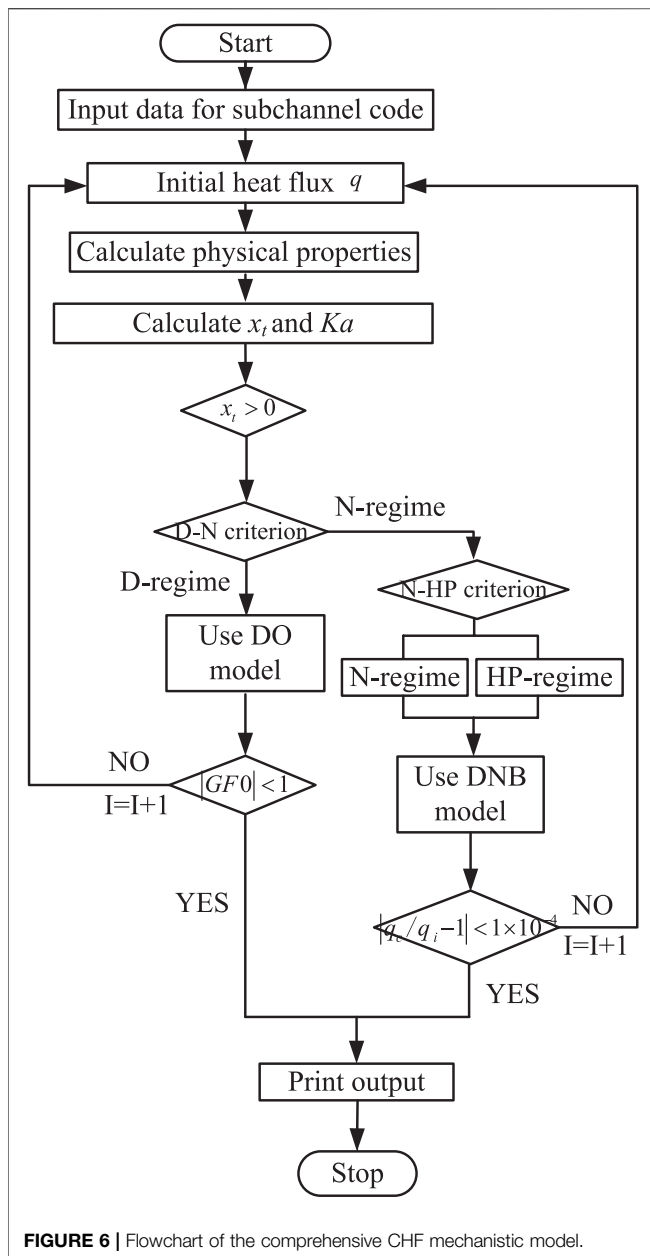 Start
Input data for subchannel code
Initial heat flux q
Calculate physical properties
Calculate x_t and Ka
x_t > 0
D-N criterion
N-regime
D-regime
N-HP criterion
Use DO
model
N-regime
HP-regime
NO
I=I+1
|GF0| < 1
Use DNB
model
YES
|q_c/q_i−1| < 1×10⁻⁴
NO
I=I+1
YES
Print output
Stop
FIGURE 6 | Flowchart of the comprehensive CHF mechanistic model.